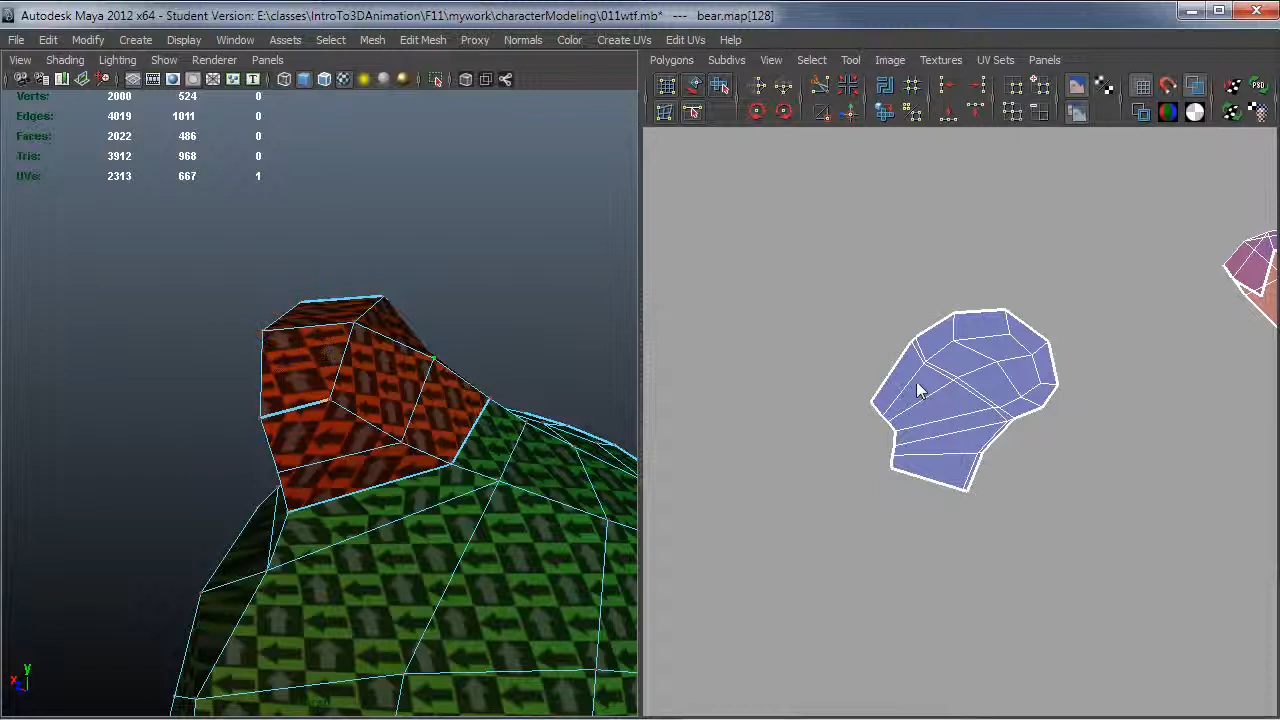 Autodesk Maya 2012 x64 - Student Version: E:\classes\IntroTo3DAnimation\F11\mywork\characterModeling\011wtf.mb* --- bear.map[128]
File Edit Modify Create Display Window Assets Select Mesh Edit Mesh Proxy Normals Color Create UVs Edit UVs Help
View Shading Lighting Show Renderer Panels
Polygons Subdivs View Select Tool Image Textures UV Sets Panels
Verts: 2000 524 0
Edges: 4019 1011 0
Faces: 2022 486 0
Tris: 3912 968 0
UVs: 2313 667 1
y
x